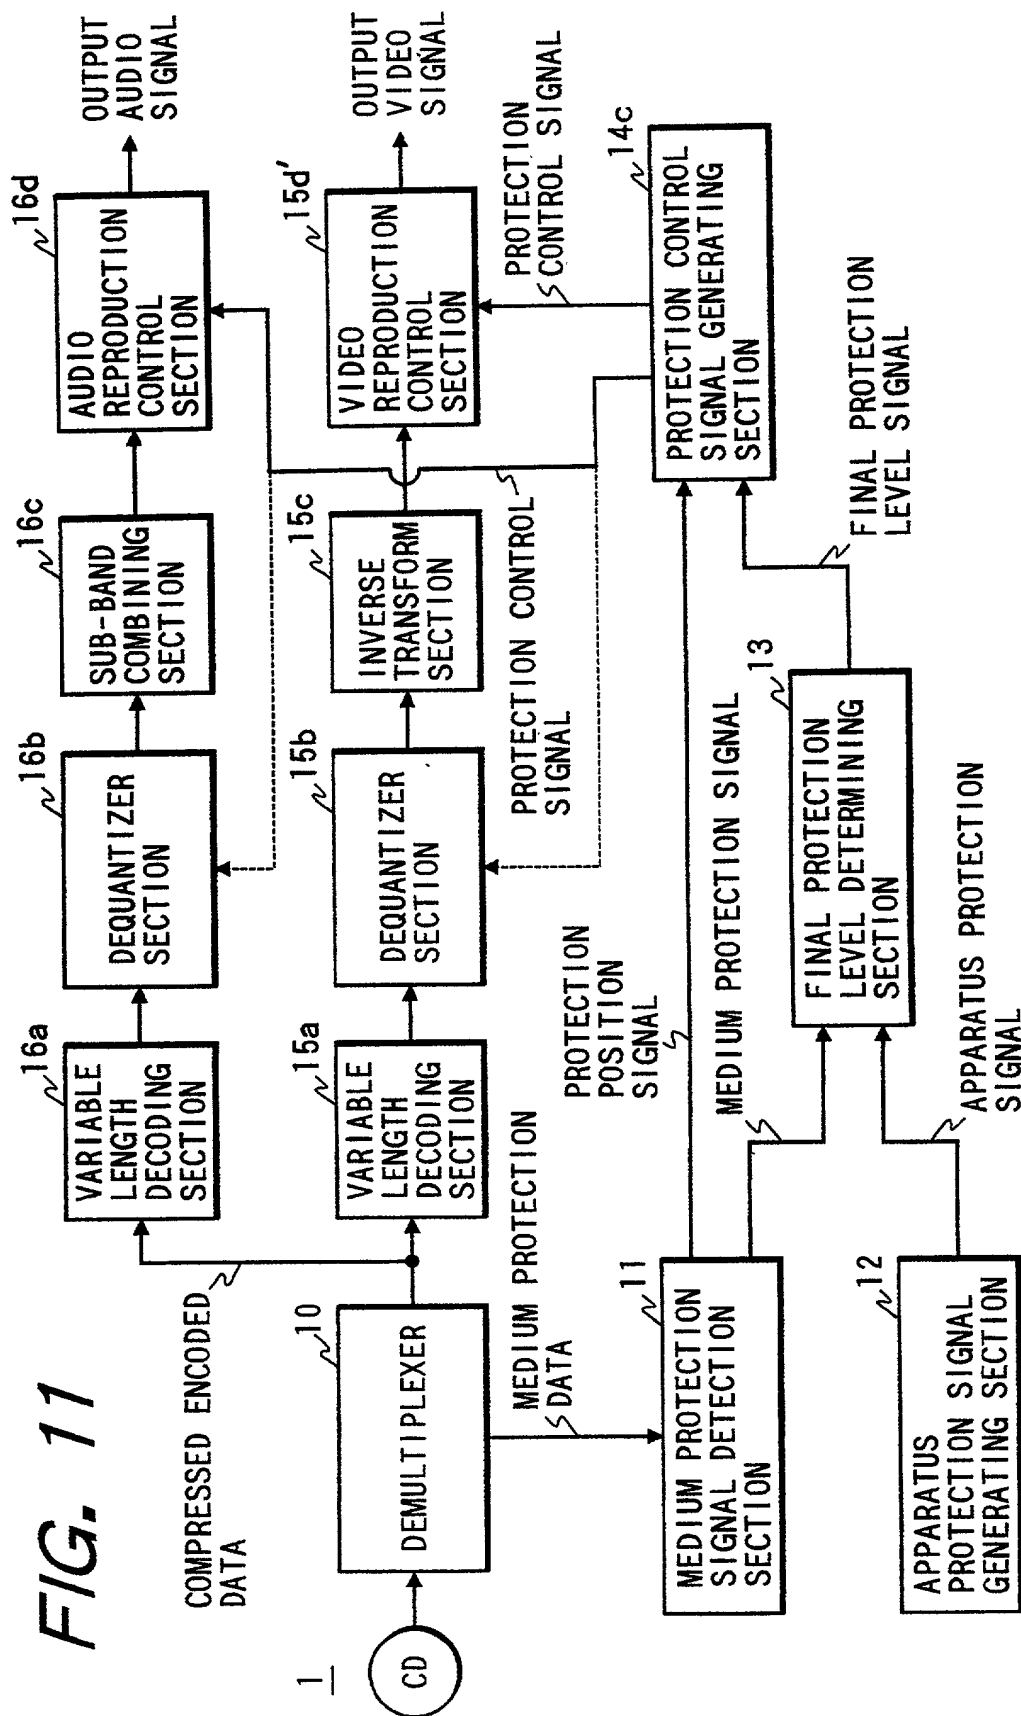 FIG. 11
1
CD
COMPRESSED ENCODED
DATA
10
DEMULTIPLEXER
MEDIUM PROTECTION
DATA
16a
VARIABLE
LENGTH
DECODING
SECTION
16b
DEQUANTIZER
SECTION
16c
SUB-BAND
COMBINING
SECTION
16d
AUDIO
REPRODUCTION
CONTROL
SECTION
OUTPUT
AUDIO
SIGNAL
15a
VARIABLE
LENGTH
DECODING
SECTION
15b
DEQUANTIZER
SECTION
15c
INVERSE
TRANSFORM
SECTION
15d'
VIDEO
REPRODUCTION
CONTROL
SECTION
OUTPUT
VIDEO
SIGNAL
PROTECTION CONTROL
SIGNAL
PROTECTION
CONTROL SIGNAL
PROTECTION
POSITION
SIGNAL
11
MEDIUM PROTECTION
SIGNAL DETECTION
SECTION
12
APPARATUS
PROTECTION SIGNAL
GENERATING SECTION
MEDIUM PROTECTION SIGNAL
APPARATUS PROTECTION
SIGNAL
13
FINAL PROTECTION
LEVEL DETERMINING
SECTION
FINAL PROTECTION
LEVEL SIGNAL
14c
PROTECTION CONTROL
SIGNAL GENERATING
SECTION